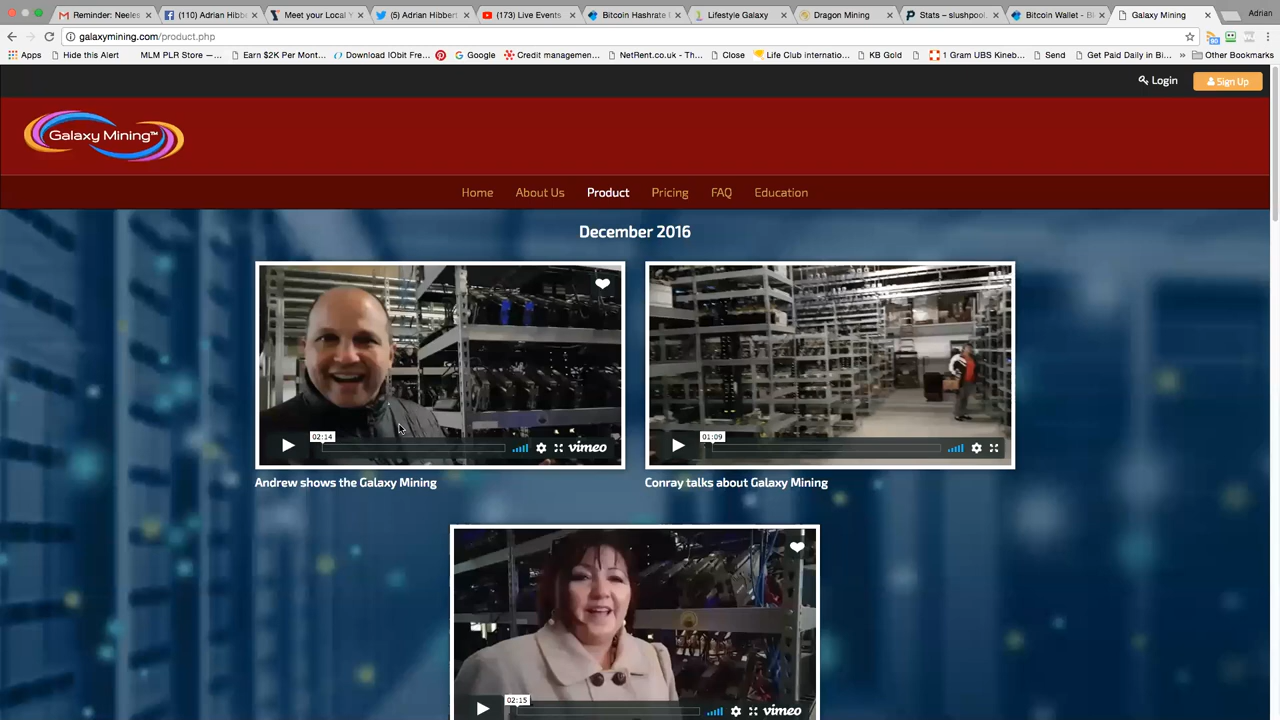 Reminder: Neeles
(110) Adrian Hibb
Meet your Local Y
(5) Adrian Hibbert
(173) Live Events
Bitcoin Hashrate
Lifestyle Galaxy
Dragon Mining
Stats – slushpool.
Bitcoin Wallet - Bl
Galaxy Mining
Adrian
galaxymining.com/product.php
Apps
Hide this Alert
MLM PLR Store —...
Earn $2K Per Mont...
Download IObit Fre...
Google
Credit managemen...
NetRent.co.uk - Th...
Close
Life Club internatio...
KB Gold
1 Gram UBS Kineb...
Send
Get Paid Daily in Bi...
»
Other Bookmarks
Login
Sign Up
Galaxy Mining™
Home
About Us
Product
Pricing
FAQ
Education
December 2016
02:14
vimeo
01:09
Andrew shows the Galaxy Mining
Conray talks about Galaxy Mining
02:15
vimeo